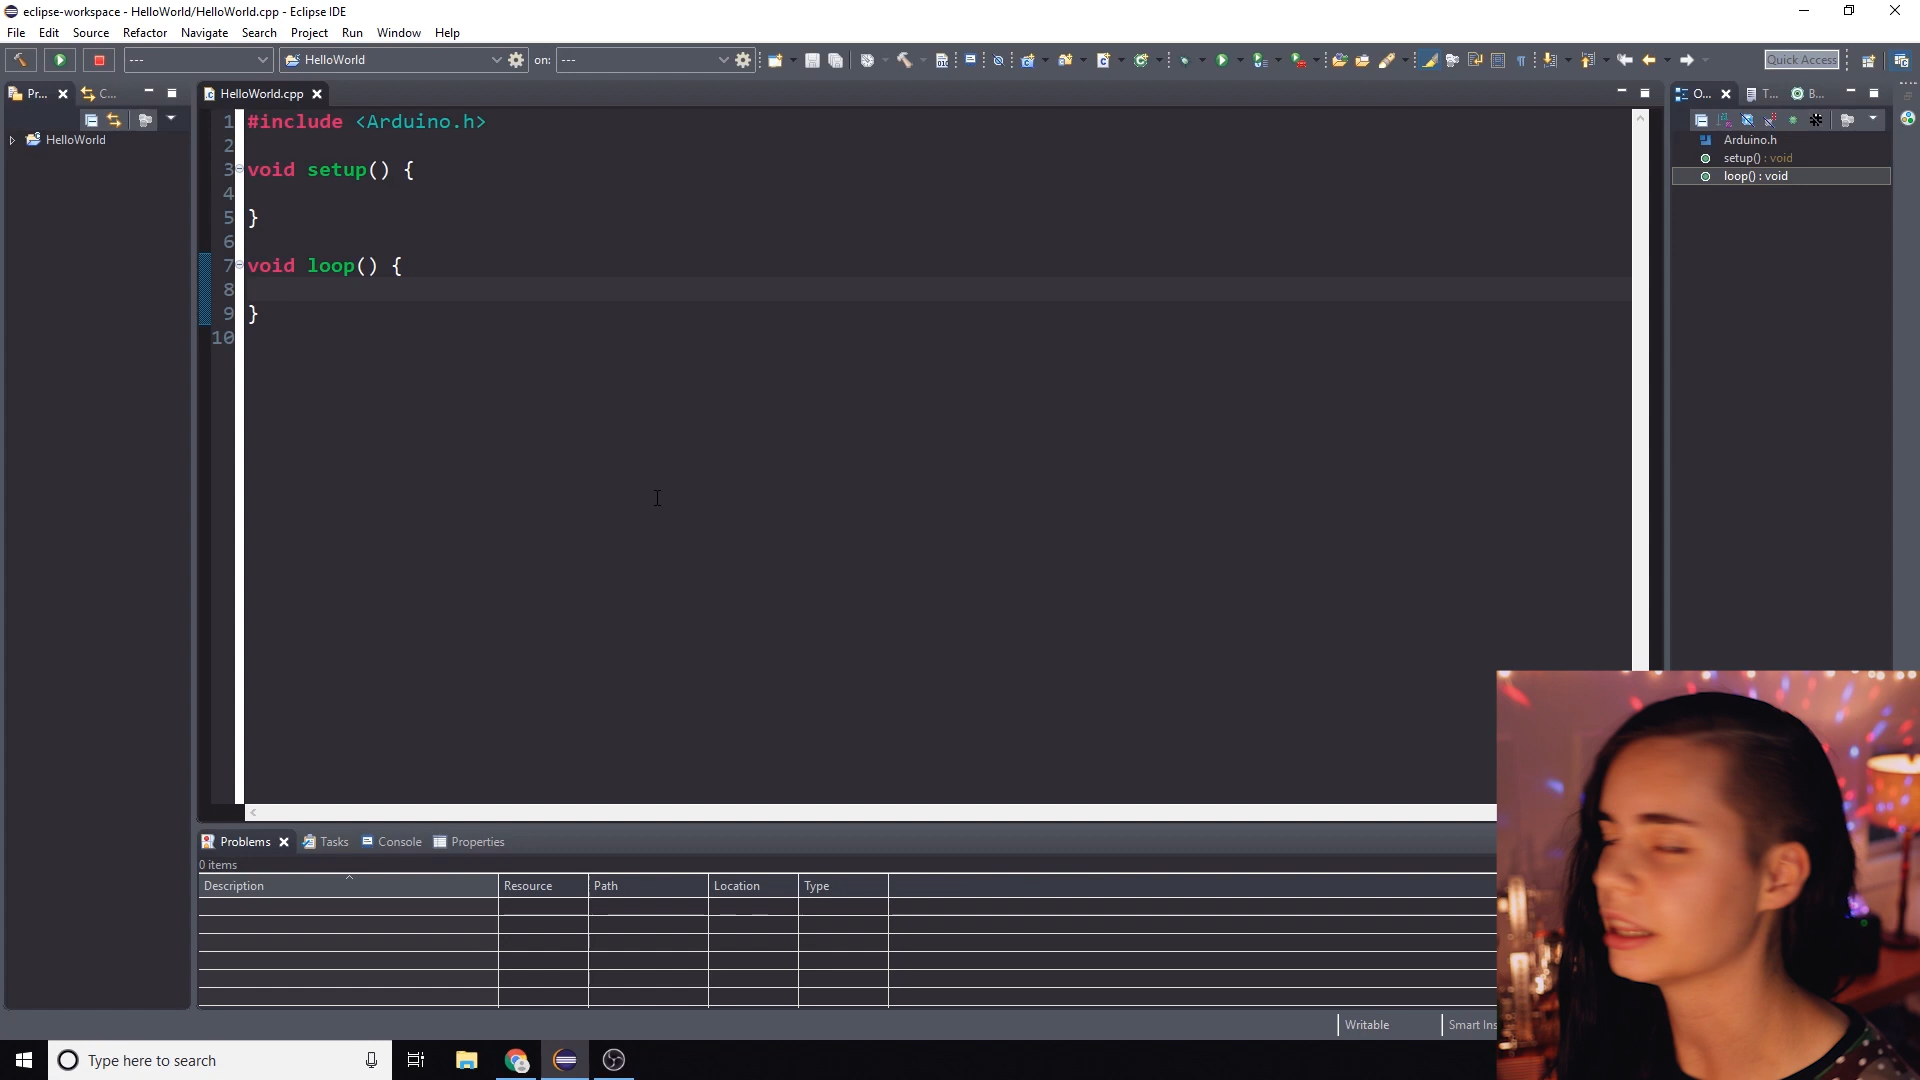 eclipse-workspace - HelloWorld/HelloWorld.cpp - Eclipse IDE
File Edit Source Refactor Navigate Search Project Run Window Help
--- HelloWorld on: --- Quick Access
Pr... C... HelloWorld.cpp O... T... B...
HelloWorld
1 #include <Arduino.h>
2
3 void setup() {
4
5 }
6
7 void loop() {
8
9 }
10
Arduino.h
setup() : void
loop() : void
Problems Tasks Console Properties
0 items
Description Resource Path Location Type
Writable Smart Ins
Type here to search